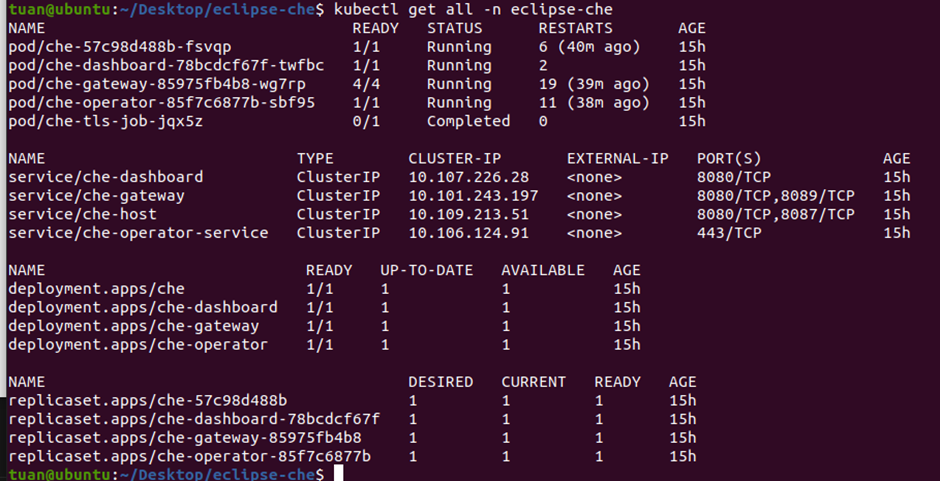 tuan@ubuntu:~/Desktop/eclipse-che$ kubectl get all -n eclipse-che
NAME READY STATUS RESTARTS AGE
pod/che-57c98d488b-fsvqp 1/1 Running 6 (40m ago) 15h
pod/che-dashboard-78bcdcf67f-twfbc 1/1 Running 2 15h
pod/che-gateway-85975fb4b8-wg7rp 4/4 Running 19 (39m ago) 15h
pod/che-operator-85f7c6877b-sbf95 1/1 Running 11 (38m ago) 15h
pod/che-tls-job-jqx5z 0/1 Completed 0 15h
NAME TYPE CLUSTER-IP EXTERNAL-IP PORT(S) AGE
service/che-dashboard ClusterIP 10.107.226.28 <none> 8080/TCP 15h
service/che-gateway ClusterIP 10.101.243.197 <none> 8080/TCP,8089/TCP 15h
service/che-host ClusterIP 10.109.213.51 <none> 8080/TCP,8087/TCP 15h
service/che-operator-service ClusterIP 10.106.124.91 <none> 443/TCP 15h
NAME READY UP-TO-DATE AVAILABLE AGE
deployment.apps/che 1/1 1 1 15h
deployment.apps/che-dashboard 1/1 1 1 15h
deployment.apps/che-gateway 1/1 1 1 15h
deployment.apps/che-operator 1/1 1 1 15h
NAME DESIRED CURRENT READY AGE
replicaset.apps/che-57c98d488b 1 1 1 15h
replicaset.apps/che-dashboard-78bcdcf67f 1 1 1 15h
replicaset.apps/che-gateway-85975fb4b8 1 1 1 15h
replicaset.apps/che-operator-85f7c6877b 1 1 1 15h
tuan@ubuntu:~/Desktop/eclipse-che$